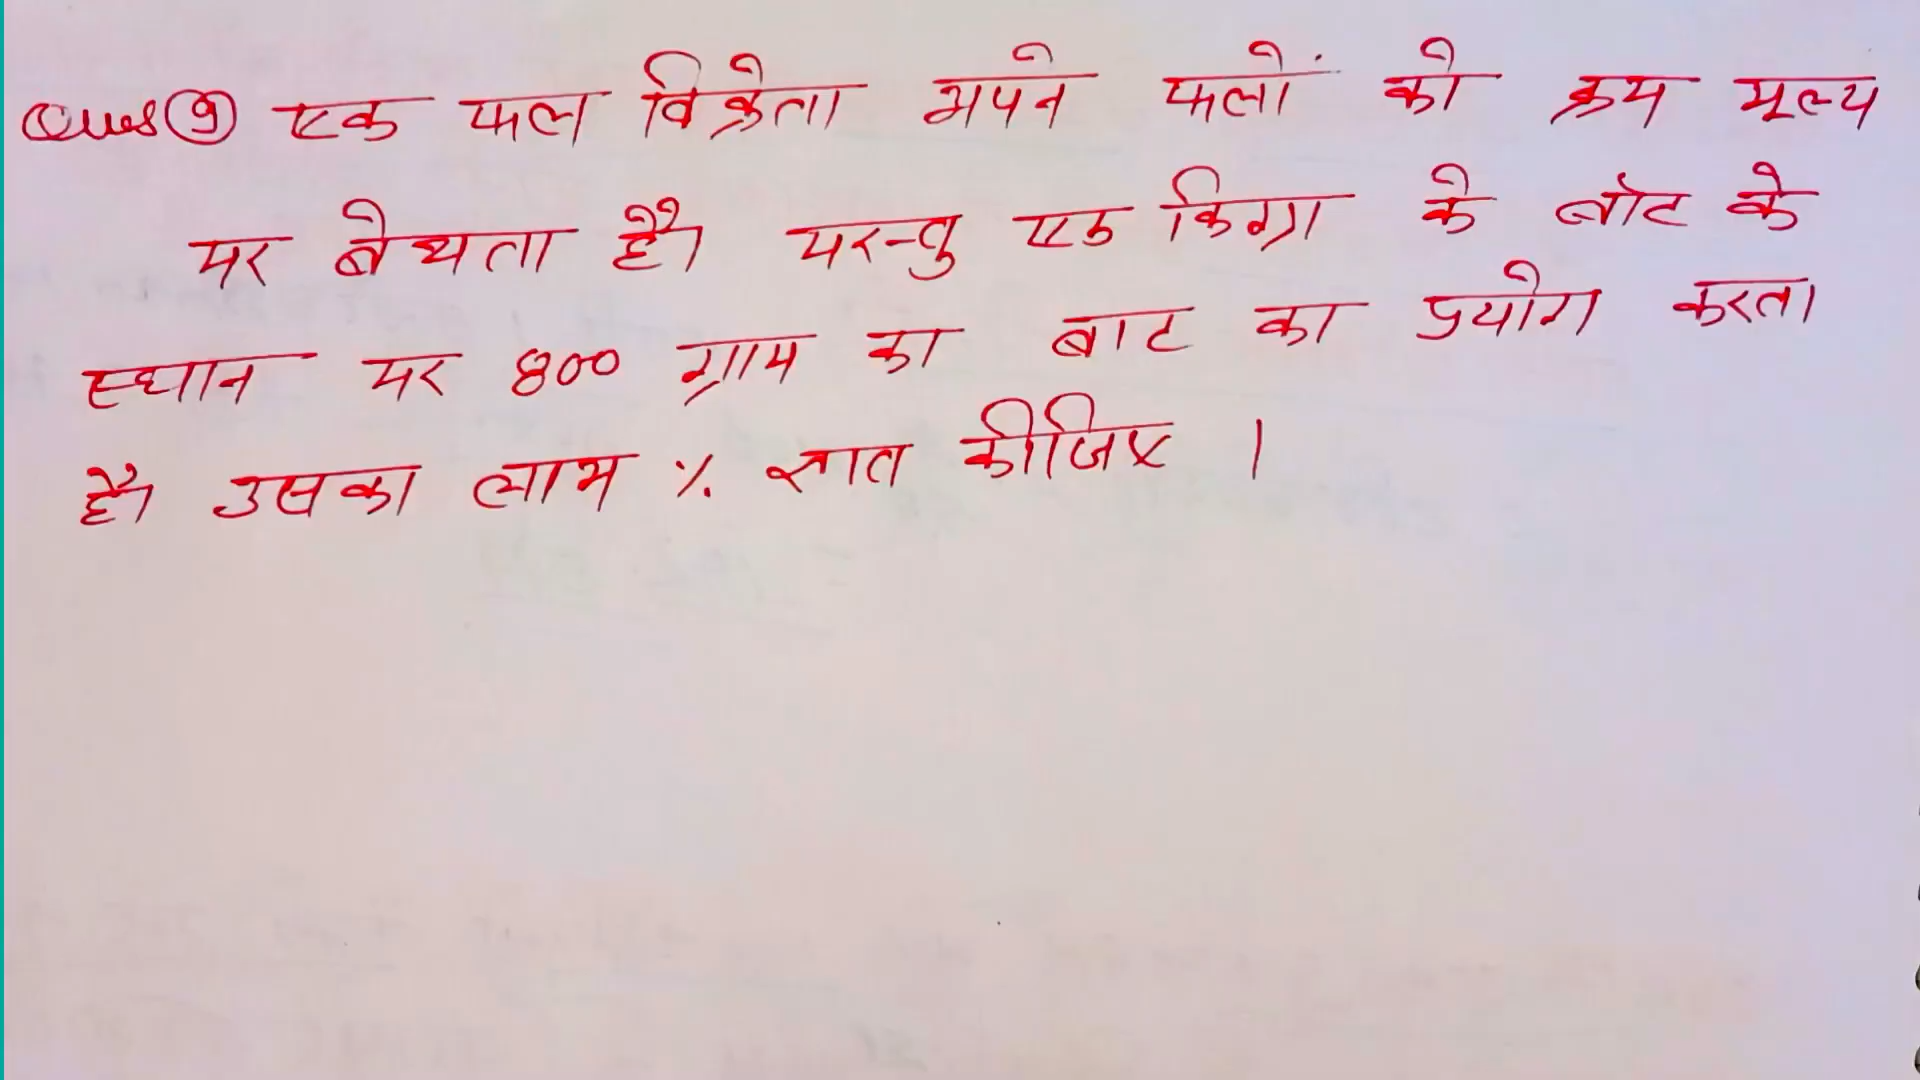 Ques ⑨ एक फल विक्रेता अपने फलों को क्रय मूल्य
पर बेचता है। परन्तु एक किग्रा के बॉट के
स्थान पर 800 ग्राम का बाट का प्रयोग करता
है। उसका लाभ % ज्ञात कीजिए ।